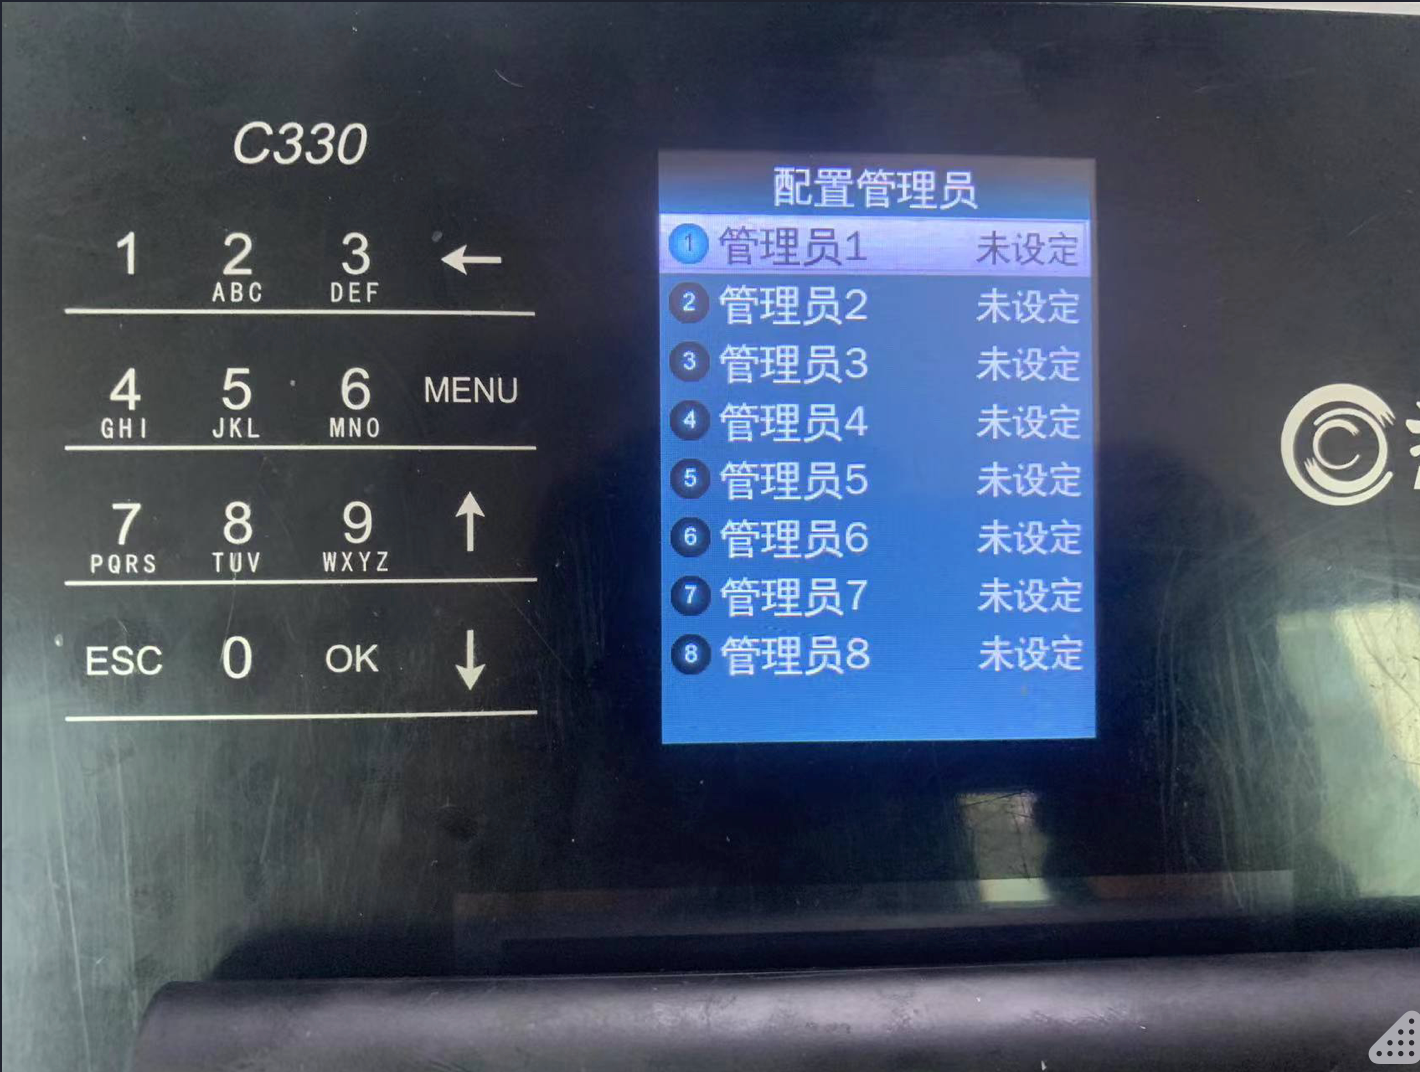 C330
1 2 3 ←
ABC DEF
4 5 6 MENU
GHI JKL MNO
7 8 9 ↑
PQRS TUV WXYZ
ESC 0 OK ↓
配置管理员
1 管理员1 未设定
2 管理员2 未设定
3 管理员3 未设定
4 管理员4 未设定
5 管理员5 未设定
6 管理员6 未设定
7 管理员7 未设定
8 管理员8 未设定